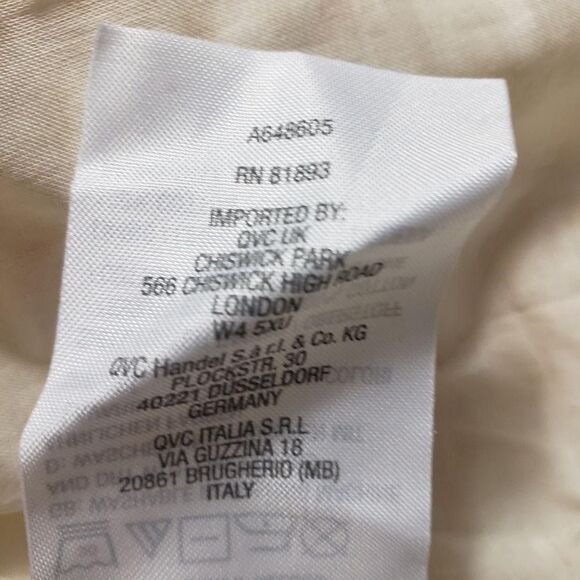 A648605
RN 81893
IMPORTED BY:
QVC UK
CHISWICK PARK
566 CHISWICK HIGH ROAD
LONDON
W4 5XU
QVC Handel S.à r.l. & Co. KG
PLOCKSTR. 30
40221 DÜSSELDORF
GERMANY
QVC ITALIA S.R.L
VIA GUZZINA 18
20861 BRUGHERIO (MB)
ITALY